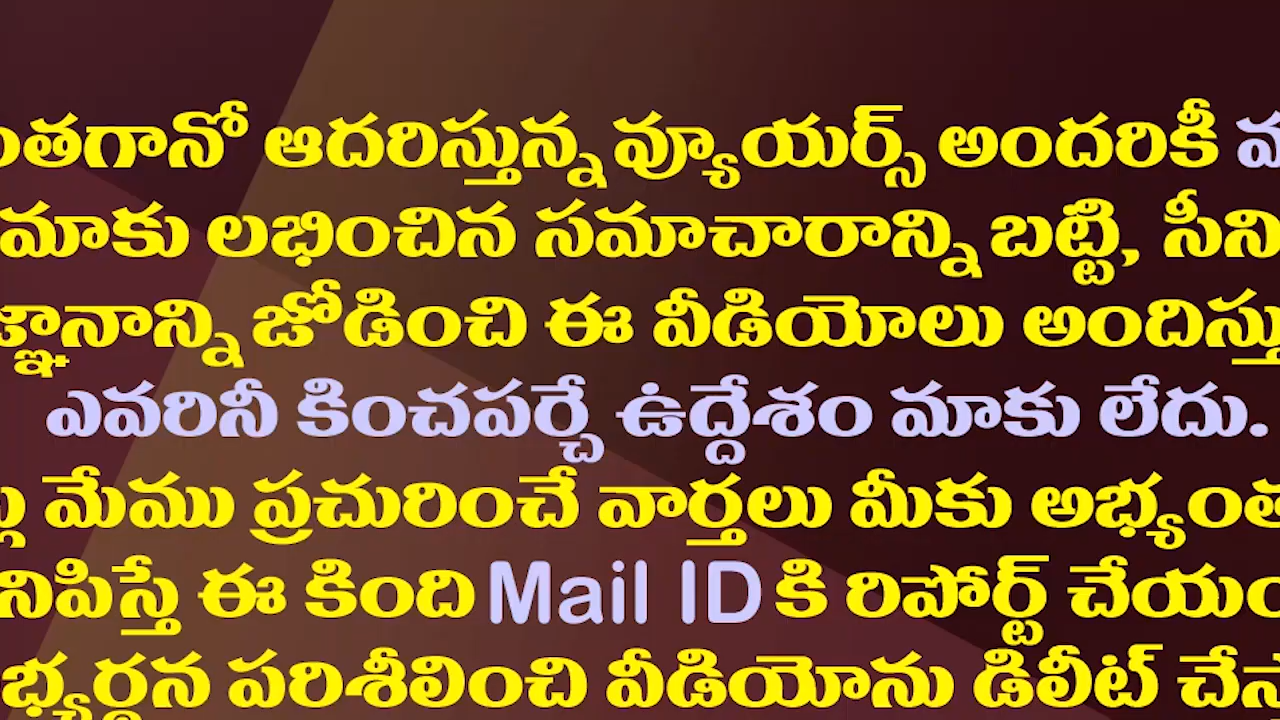 ఆదరిస్తున్న వ్యూయర్స్ అందరికీ
మాకు లభించిన సమాచారాన్ని బట్టి,
జోడించి ఈ వీడియోలు
ఎవరినీ కించపర్చే ఉద్దేశం మాకు లేదు.
మేము ప్రచురించే వార్తలు మీకు
ఈ కింది Mail ID కి రిపోర్ట్
పరిశీలించి వీడియోను డిలీట్